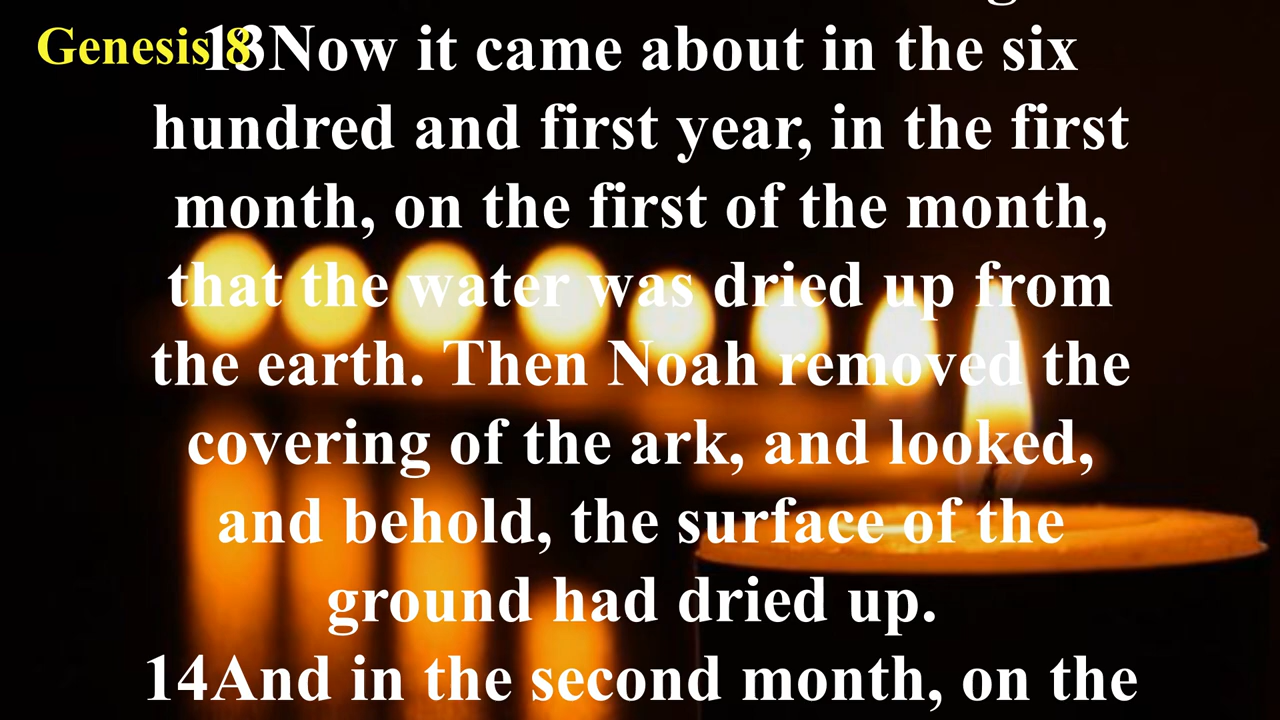 Genesis 8
13Now it came about in the six
hundred and first year, in the first
month, on the first of the month,
that the water was dried up from
the earth. Then Noah removed the
covering of the ark, and looked,
and behold, the surface of the
ground had dried up.
14And in the second month, on the